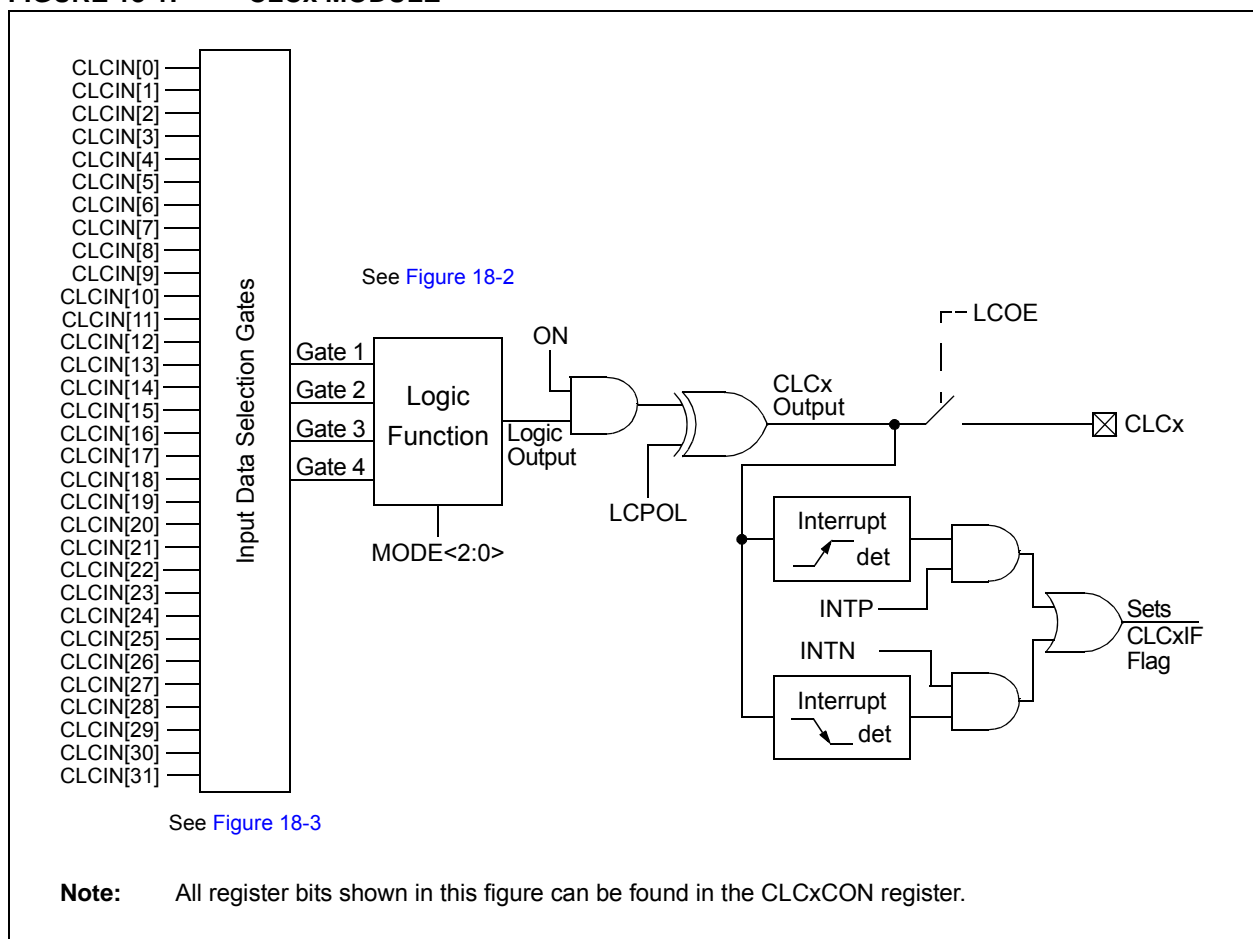 CLCIN[0]
CLCIN[1]
CLCIN[2]
CLCIN[3]
CLCIN[4]
CLCIN[5]
CLCIN[6]
CLCIN[7]
CLCIN[8]
CLCIN[9]
CLCIN[10]
CLCIN[11]
CLCIN[12]
CLCIN[13]
CLCIN[14]
CLCIN[15]
CLCIN[16]
CLCIN[17]
CLCIN[18]
CLCIN[19]
CLCIN[20]
CLCIN[21]
CLCIN[22]
CLCIN[23]
CLCIN[24]
CLCIN[25]
CLCIN[26]
CLCIN[27]
CLCIN[28]
CLCIN[29]
CLCIN[30]
CLCIN[31]
Input Data Selection Gates
See Figure 18-3
See Figure 18-2
Gate 1
Gate 2
Gate 3
Gate 4
Logic
Function
MODE<2:0>
Logic
Output
ON
LCPOL
CLCx
Output
LCOE
CLCx
Interrupt
det
INTP
INTN
Interrupt
det
Sets
CLCxIF
Flag
Note: All register bits shown in this figure can be found in the CLCxCON register.